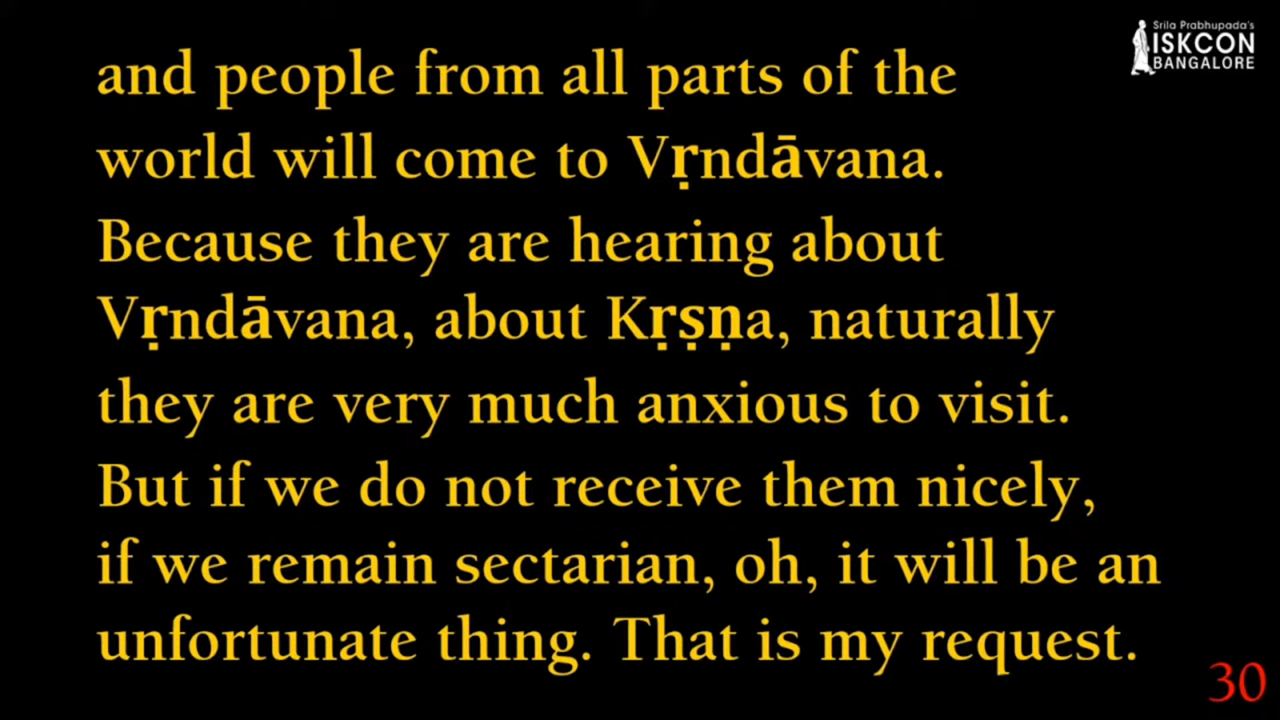 Srila Prabhupada's
ISKCON
BANGALORE
and people from all parts of the
world will come to Vṛndāvana.
Because they are hearing about
Vṛndāvana, about Kṛṣṇa, naturally
they are very much anxious to visit.
But if we do not receive them nicely,
if we remain sectarian, oh, it will be an
unfortunate thing. That is my request.
30